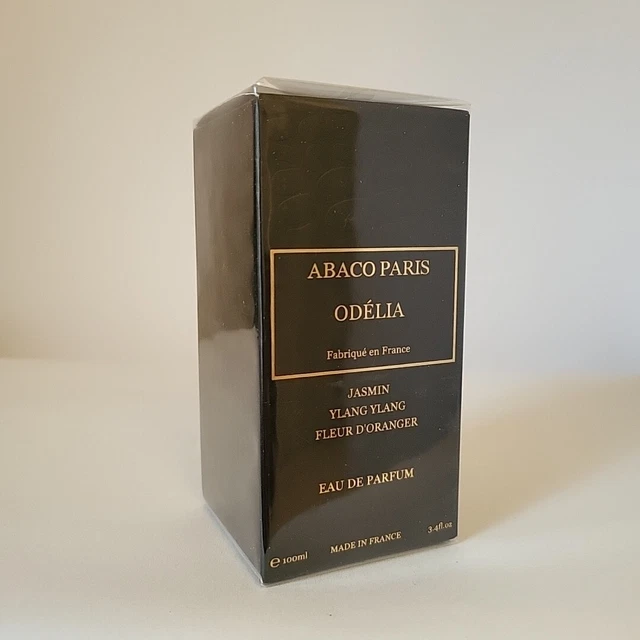 ABACO PARIS
ODÉLIA
Fabriqué en France
JASMIN
YLANG YLANG
FLEUR D'ORANGER
EAU DE PARFUM
℮ 100ml MADE IN FRANCE 3.4fl.oz